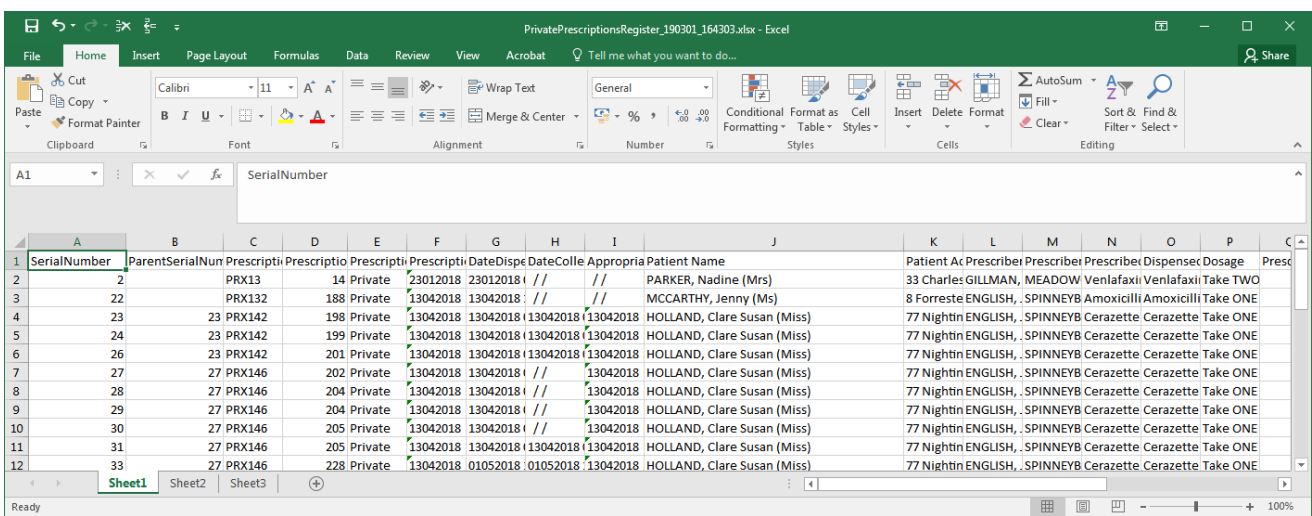 PrivatePrescriptionsRegister_190301_164303.xlsx - Excel
File Home Insert Page Layout Formulas Data Review View Acrobat Tell me what you want to do... Share
Paste Cut Copy Format Painter Clipboard
Calibri 11 A A B I U A Font
Wrap Text Merge & Center Alignment
General % , .0 .00 .00 .0 Number
Conditional Formatting Format as Table Cell Styles Styles
Insert Delete Format Cells
AutoSum Fill Clear Sort & Filter Find & Select Editing
A1 fx SerialNumber
A B C D E F G H I J K L M N O P
1 SerialNumber ParentSerialNum Prescripti Prescriptio Prescripti Prescripti DateDispe DateColle Appropria Patient Name Patient Ad Prescriber Prescriber Prescribed Dispensed Dosage Presc
2 2 PRX13 14 Private 23012018 23012018 / / / / PARKER, Nadine (Mrs) 33 Charles GILLMAN, MEADOW Venlafaxi Venlafaxi Take TWO
3 22 PRX132 188 Private 13042018 13042018 / / / / MCCARTHY, Jenny (Ms) 8 Forreste ENGLISH, SPINNEYB Amoxicilli Amoxicilli Take ONE
4 23 23 PRX142 198 Private 13042018 13042018 13042018 13042018 HOLLAND, Clare Susan (Miss) 77 Nightin ENGLISH, SPINNEYB Cerazette Cerazette Take ONE
5 24 23 PRX142 199 Private 13042018 13042018 13042018 13042018 HOLLAND, Clare Susan (Miss) 77 Nightin ENGLISH, SPINNEYB Cerazette Cerazette Take ONE
6 26 23 PRX142 201 Private 13042018 13042018 13042018 13042018 HOLLAND, Clare Susan (Miss) 77 Nightin ENGLISH, SPINNEYB Cerazette Cerazette Take ONE
7 27 27 PRX146 202 Private 13042018 13042018 / / 13042018 HOLLAND, Clare Susan (Miss) 77 Nightin ENGLISH, SPINNEYB Cerazette Cerazette Take ONE
8 28 27 PRX146 204 Private 13042018 13042018 / / 13042018 HOLLAND, Clare Susan (Miss) 77 Nightin ENGLISH, SPINNEYB Cerazette Cerazette Take ONE
9 29 27 PRX146 204 Private 13042018 13042018 / / 13042018 HOLLAND, Clare Susan (Miss) 77 Nightin ENGLISH, SPINNEYB Cerazette Cerazette Take ONE
10 30 27 PRX146 205 Private 13042018 13042018 / / 13042018 HOLLAND, Clare Susan (Miss) 77 Nightin ENGLISH, SPINNEYB Cerazette Cerazette Take ONE
11 31 27 PRX146 205 Private 13042018 13042018 13042018 13042018 HOLLAND, Clare Susan (Miss) 77 Nightin ENGLISH, SPINNEYB Cerazette Cerazette Take ONE
12 33 27 PRX146 228 Private 13042018 01052018 01052018 13042018 HOLLAND, Clare Susan (Miss) 77 Nightin ENGLISH, SPINNEYB Cerazette Cerazette Take ONE
Sheet1 Sheet2 Sheet3
Ready 100%